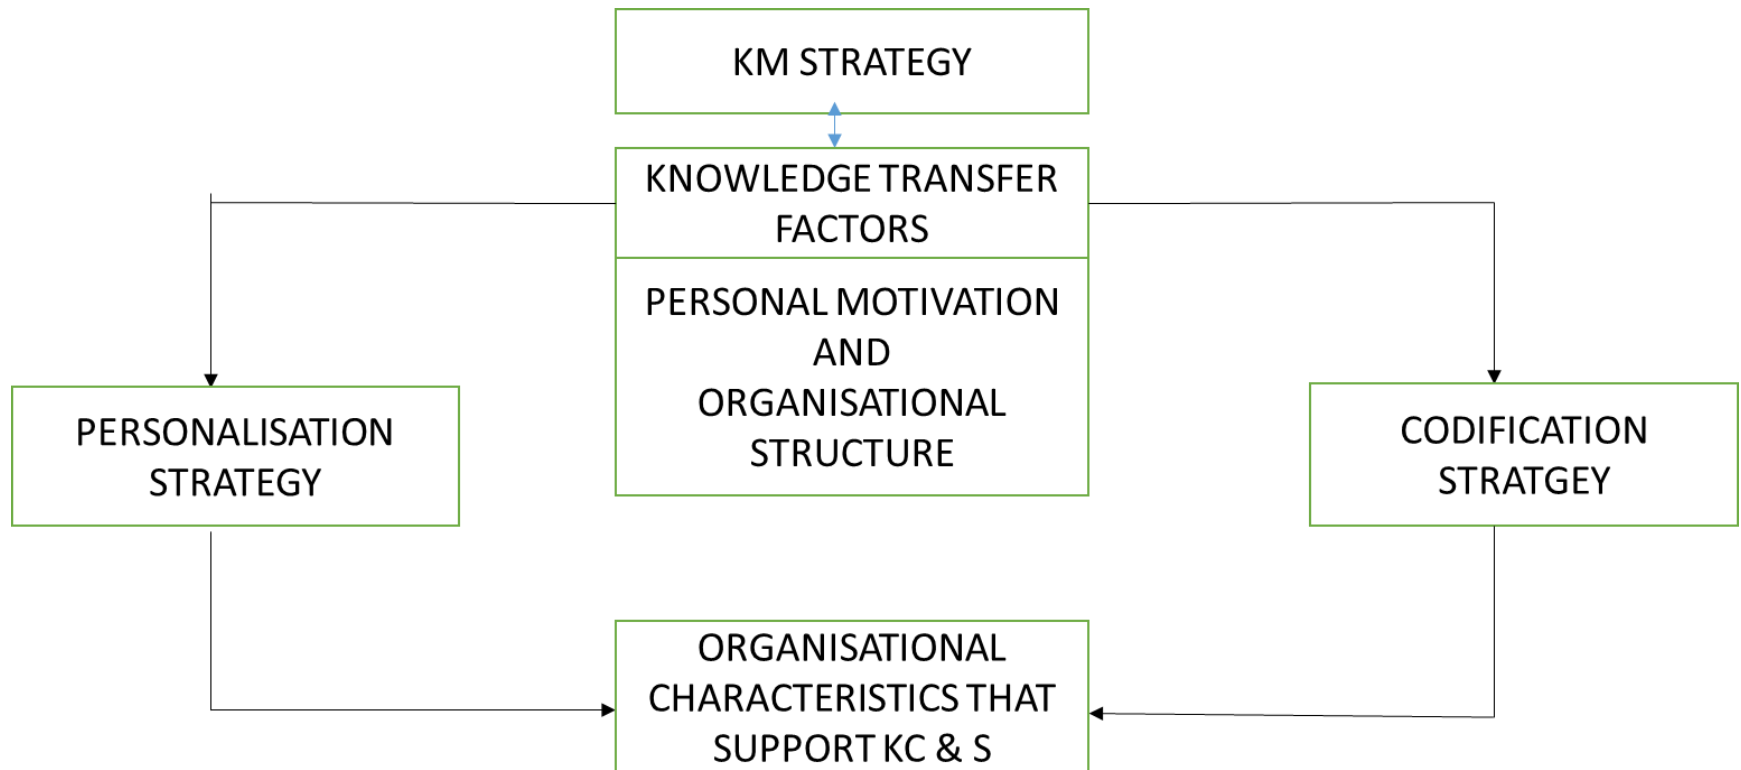 KM STRATEGY
KNOWLEDGE TRANSFER
FACTORS
PERSONAL MOTIVATION
AND
ORGANISATIONAL
STRUCTURE
PERSONALISATION
STRATEGY
CODIFICATION
STRATGEY
ORGANISATIONAL
CHARACTERISTICS THAT
SUPPORT KC & S